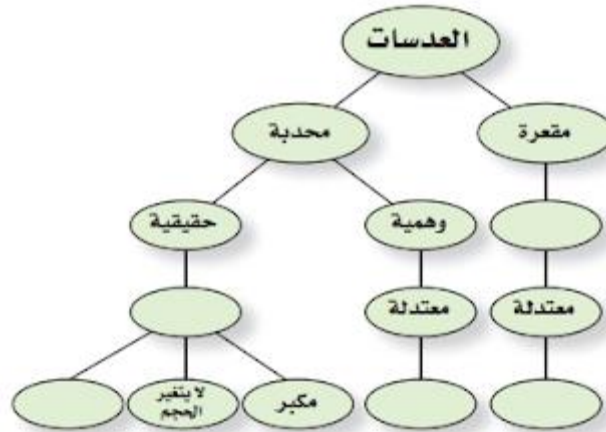 العدسات
مقعرة
محدبة
وهمية
حقيقية
معتدلة
معتدلة
مكبر
لا يتغير
الحجم